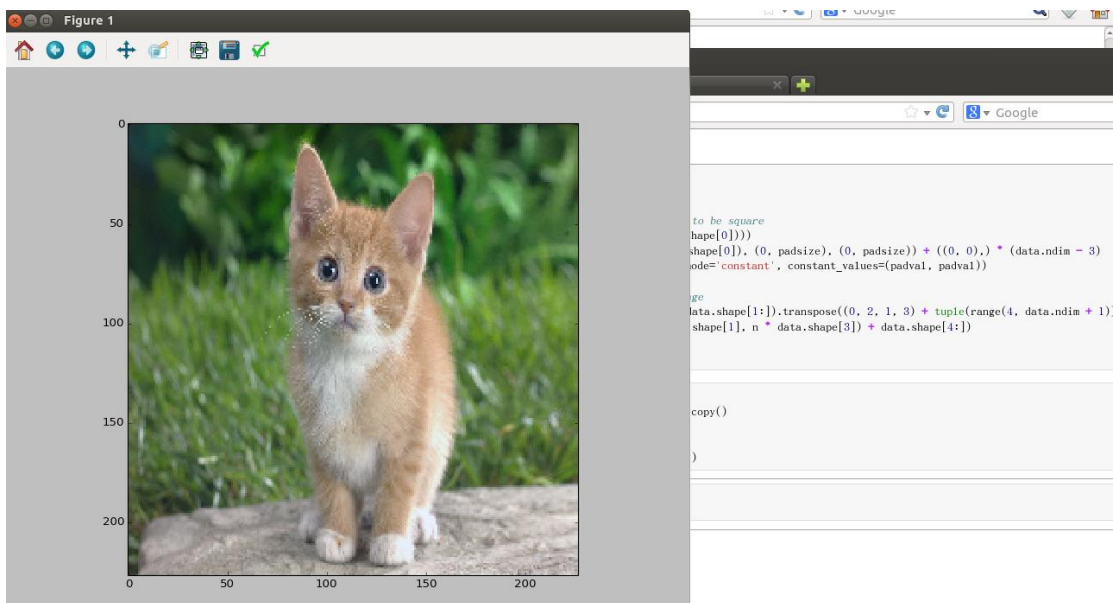 Figure 1
Google
Google
0
50
100
150
200
0 50 100 150 200
to be square
hape[0])))
shape[0]), (0, padsize), (0, padsize)) + ((0, 0),) * (data.ndim - 3)
ode='constant', constant_values=(padval, padval))
ge
data.shape[1:]).transpose((0, 2, 1, 3) + tuple(range(4, data.ndim + 1))
shape[1], n * data.shape[3]) + data.shape[4:])
copy()
)